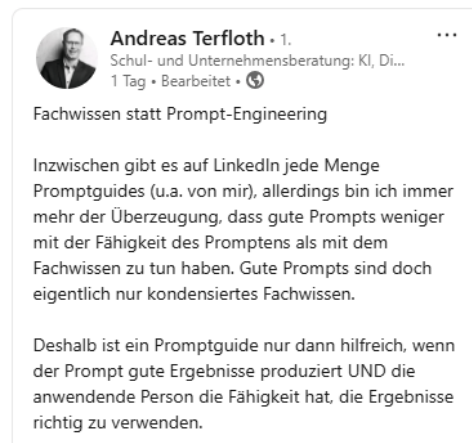 Andreas Terfloth • 1.
Schul- und Unternehmensberatung: KI, Di...
1 Tag • Bearbeitet •
Fachwissen statt Prompt-Engineering
Inzwischen gibt es auf LinkedIn jede Menge
Promptguides (u.a. von mir), allerdings bin ich immer
mehr der Überzeugung, dass gute Prompts weniger
mit der Fähigkeit des Promptens als mit dem
Fachwissen zu tun haben. Gute Prompts sind doch
eigentlich nur kondensiertes Fachwissen.
Deshalb ist ein Promptguide nur dann hilfreich, wenn
der Prompt gute Ergebnisse produziert UND die
anwendende Person die Fähigkeit hat, die Ergebnisse
richtig zu verwenden.